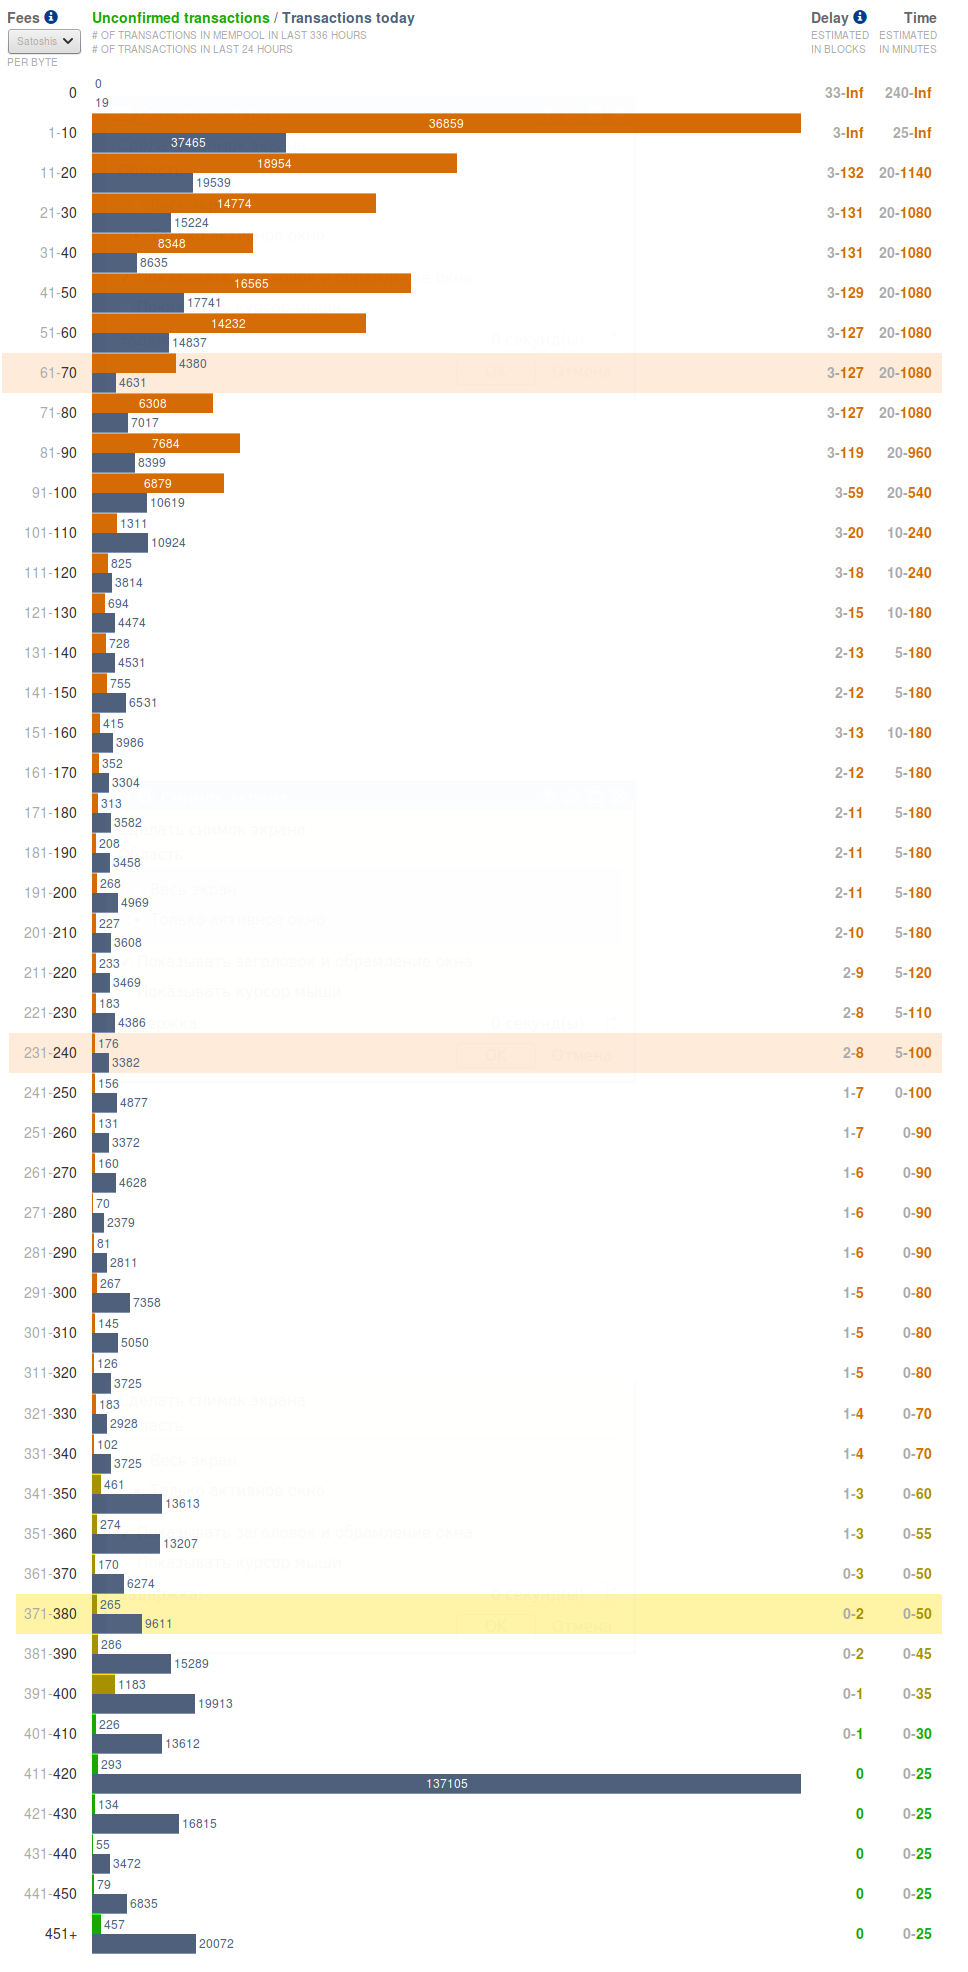 Fees Unconfirmed transactions / Transactions today Delay Time
Satoshis # OF TRANSACTIONS IN MEMPOOL IN LAST 336 HOURS ESTIMATED ESTIMATED
# OF TRANSACTIONS IN LAST 24 HOURS IN BLOCKS IN MINUTES
PER BYTE
0 0 19 33-Inf 240-Inf
1-10 36859 37465 3-Inf 25-Inf
11-20 18954 19539 3-132 20-1140
21-30 14774 15224 3-131 20-1080
31-40 8348 8635 3-131 20-1080
41-50 16565 17741 3-129 20-1080
51-60 14232 14837 3-127 20-1080
61-70 4380 4631 3-127 20-1080
71-80 6308 7017 3-127 20-1080
81-90 7684 8399 3-119 20-960
91-100 6879 10619 3-59 20-540
101-110 1311 10924 3-20 10-240
111-120 825 3814 3-18 10-240
121-130 694 4474 3-15 10-180
131-140 728 4531 2-13 5-180
141-150 755 6531 2-12 5-180
151-160 415 3986 3-13 10-180
161-170 352 3304 2-12 5-180
171-180 313 3582 2-11 5-180
181-190 208 3458 2-11 5-180
191-200 268 4969 2-11 5-180
201-210 227 3608 2-10 5-180
211-220 233 3469 2-9 5-120
221-230 183 4386 2-8 5-110
231-240 176 3382 2-8 5-100
241-250 156 4877 1-7 0-100
251-260 131 3372 1-7 0-90
261-270 160 4628 1-6 0-90
271-280 70 2379 1-6 0-90
281-290 81 2811 1-6 0-90
291-300 267 7358 1-5 0-80
301-310 145 5050 1-5 0-80
311-320 126 3725 1-5 0-80
321-330 183 2928 1-4 0-70
331-340 102 3725 1-4 0-70
341-350 461 13613 1-3 0-60
351-360 274 13207 1-3 0-55
361-370 170 6274 0-3 0-50
371-380 265 9611 0-2 0-50
381-390 286 15289 0-2 0-45
391-400 1183 19913 0-1 0-35
401-410 226 13612 0-1 0-30
411-420 293 137105 0 0-25
421-430 134 16815 0 0-25
431-440 55 3472 0 0-25
441-450 79 6835 0 0-25
451+ 457 20072 0 0-25